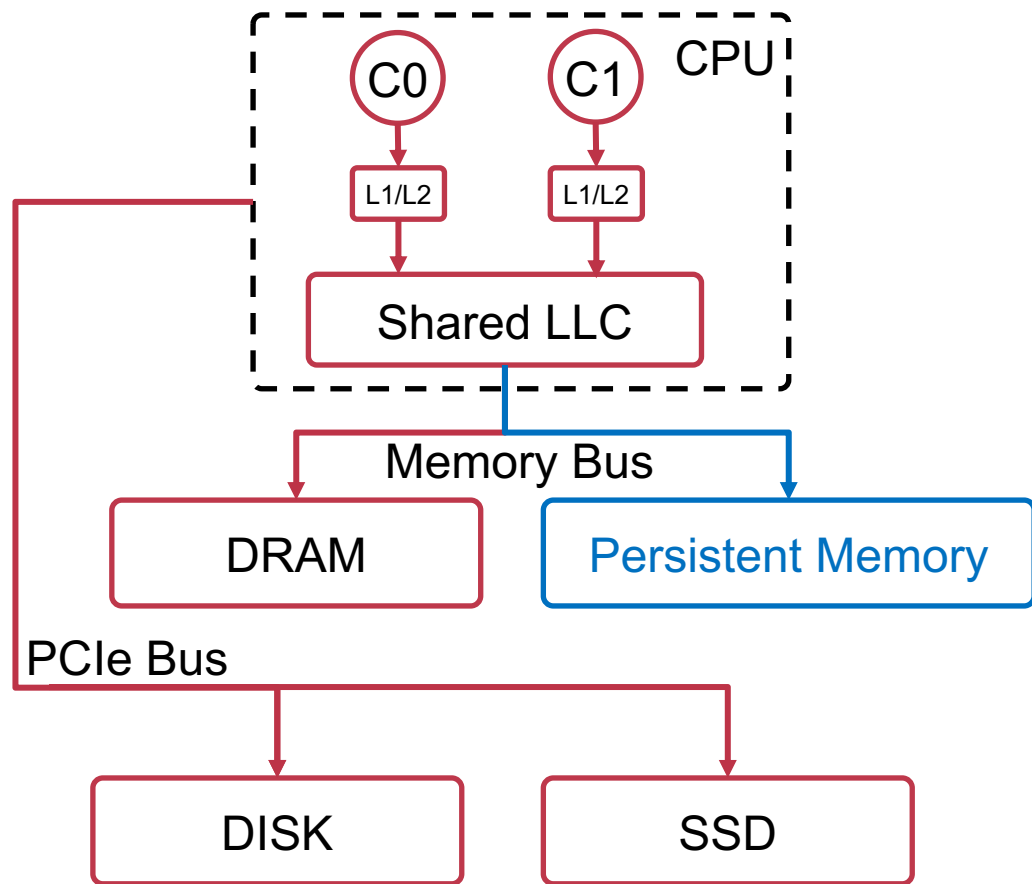 CPU
C0
C1
L1/L2
L1/L2
Shared LLC
Memory Bus
DRAM
Persistent Memory
PCIe Bus
DISK
SSD